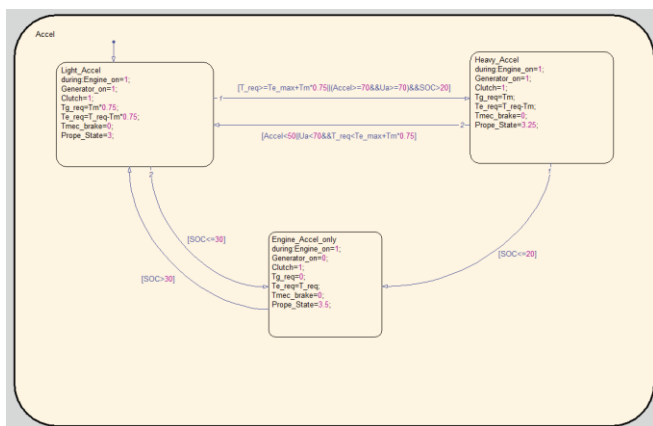 Accel
Light_Accel
during:Engine_on=1;
Generator_on=1;
Clutch=1;
Tg_req=Tm*0.75;
Te_req=T_req-Tm*0.75;
Tmec_brake=0;
Prope_State=3;
1
[T_req>=Te_max+Tm*0.75||(Accel>=70&&Ua>=70)&&SOC>20]
Heavy_Accel
during:Engine_on=1;
Generator_on=1;
Clutch=1;
Tg_req=Tm;
Te_req=T_req-Tm;
Tmec_brake=0;
Prope_State=3.25;
2
[Accel<50||Ua<70&&T_req<Te_max+Tm*0.75]
2
1
[SOC<=30]
[SOC>30]
[SOC<=20]
Engine_Accel_only
during:Engine_on=1;
Generator_on=0;
Clutch=1;
Tg_req=0;
Te_req=T_req;
Tmec_brake=0;
Prope_State=3.5;